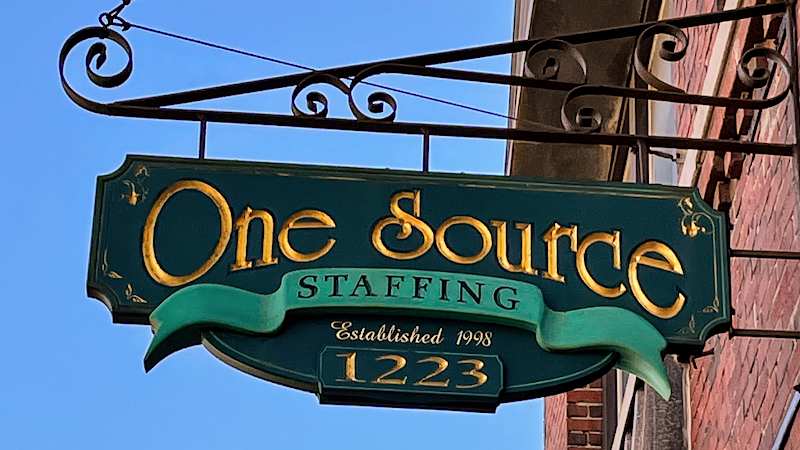 One Source
STAFFING
Established 1998
1223